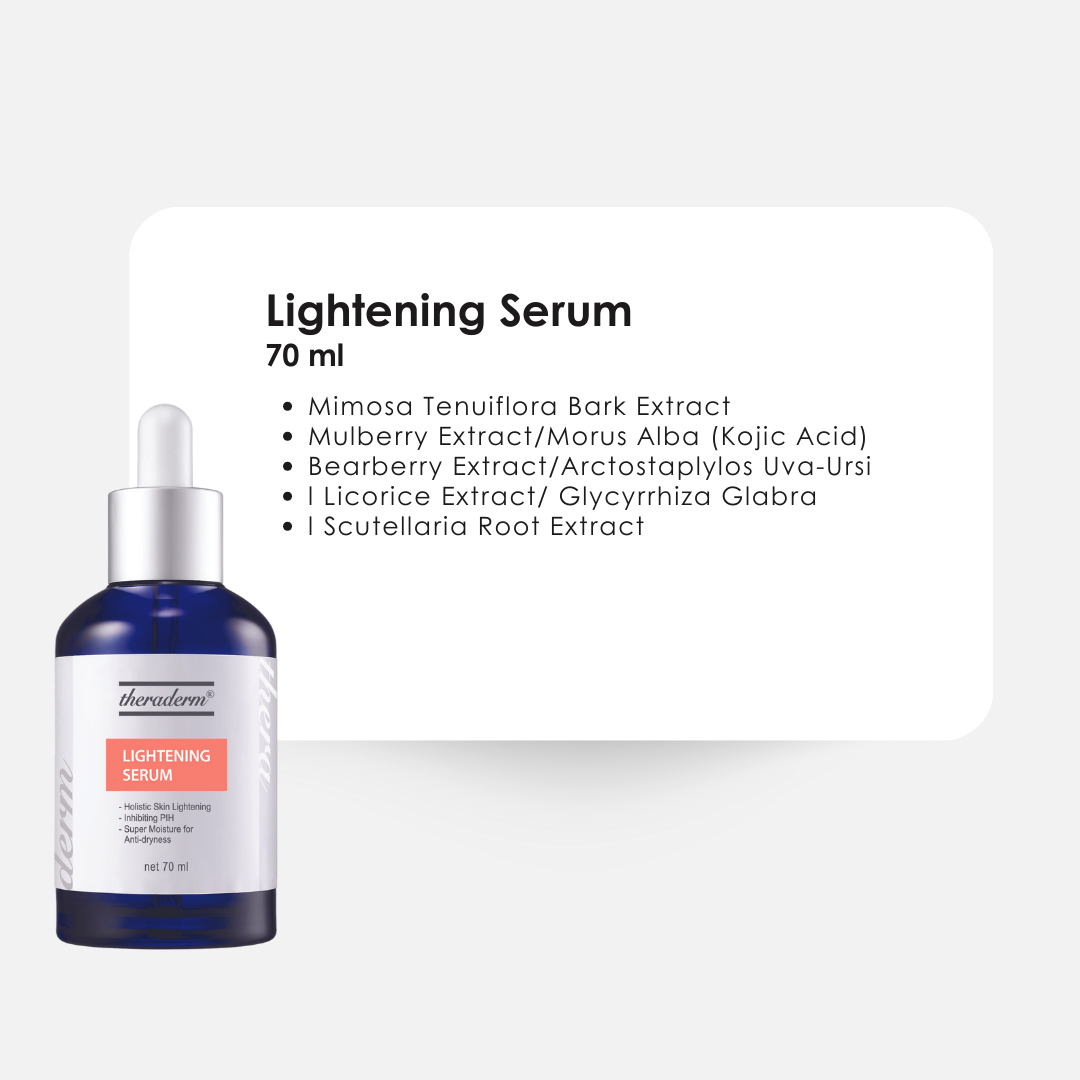 Lightening Serum
70 ml
• Mimosa Tenuiflora Bark Extract
• Mulberry Extract/Morus Alba (Kojic Acid)
• Bearberry Extract/Arctostaplylos Uva-Ursi
• l Licorice Extract/ Glycyrrhiza Glabra
• l Scutellaria Root Extract
theraderm®
LIGHTENING
SERUM
- Holistic Skin Lightening
- Inhibiting PIH
- Super Moisture for
Anti-dryness
net 70 ml
derm
thera